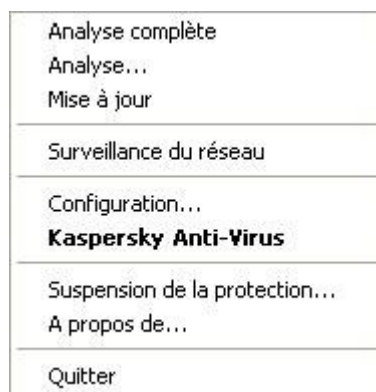 Analyse complète
Analyse...
Mise à jour
Surveillance du réseau
Configuration...
Kaspersky Anti-Virus
Suspension de la protection...
A propos de...
Quitter